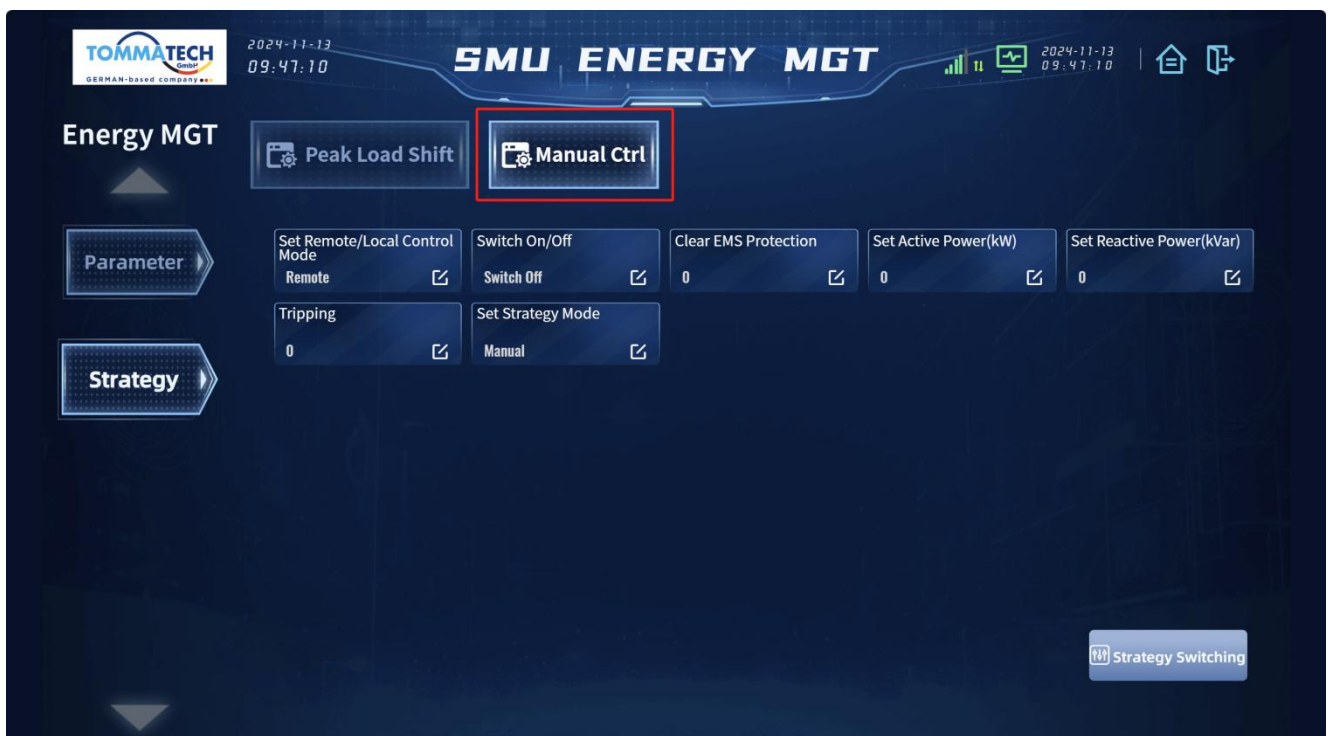 TOMMATECH
GmbH
GERMAN-based company
2024-11-13
09:47:10
SMU ENERGY MGT
2024-11-13
09:47:10
Energy MGT
Peak Load Shift
Manual Ctrl
Parameter
Strategy
Set Remote/Local Control
Mode
Remote
Switch On/Off
Switch Off
Clear EMS Protection
0
Set Active Power(kW)
0
Set Reactive Power(kVar)
0
Tripping
0
Set Strategy Mode
Manual
Strategy Switching